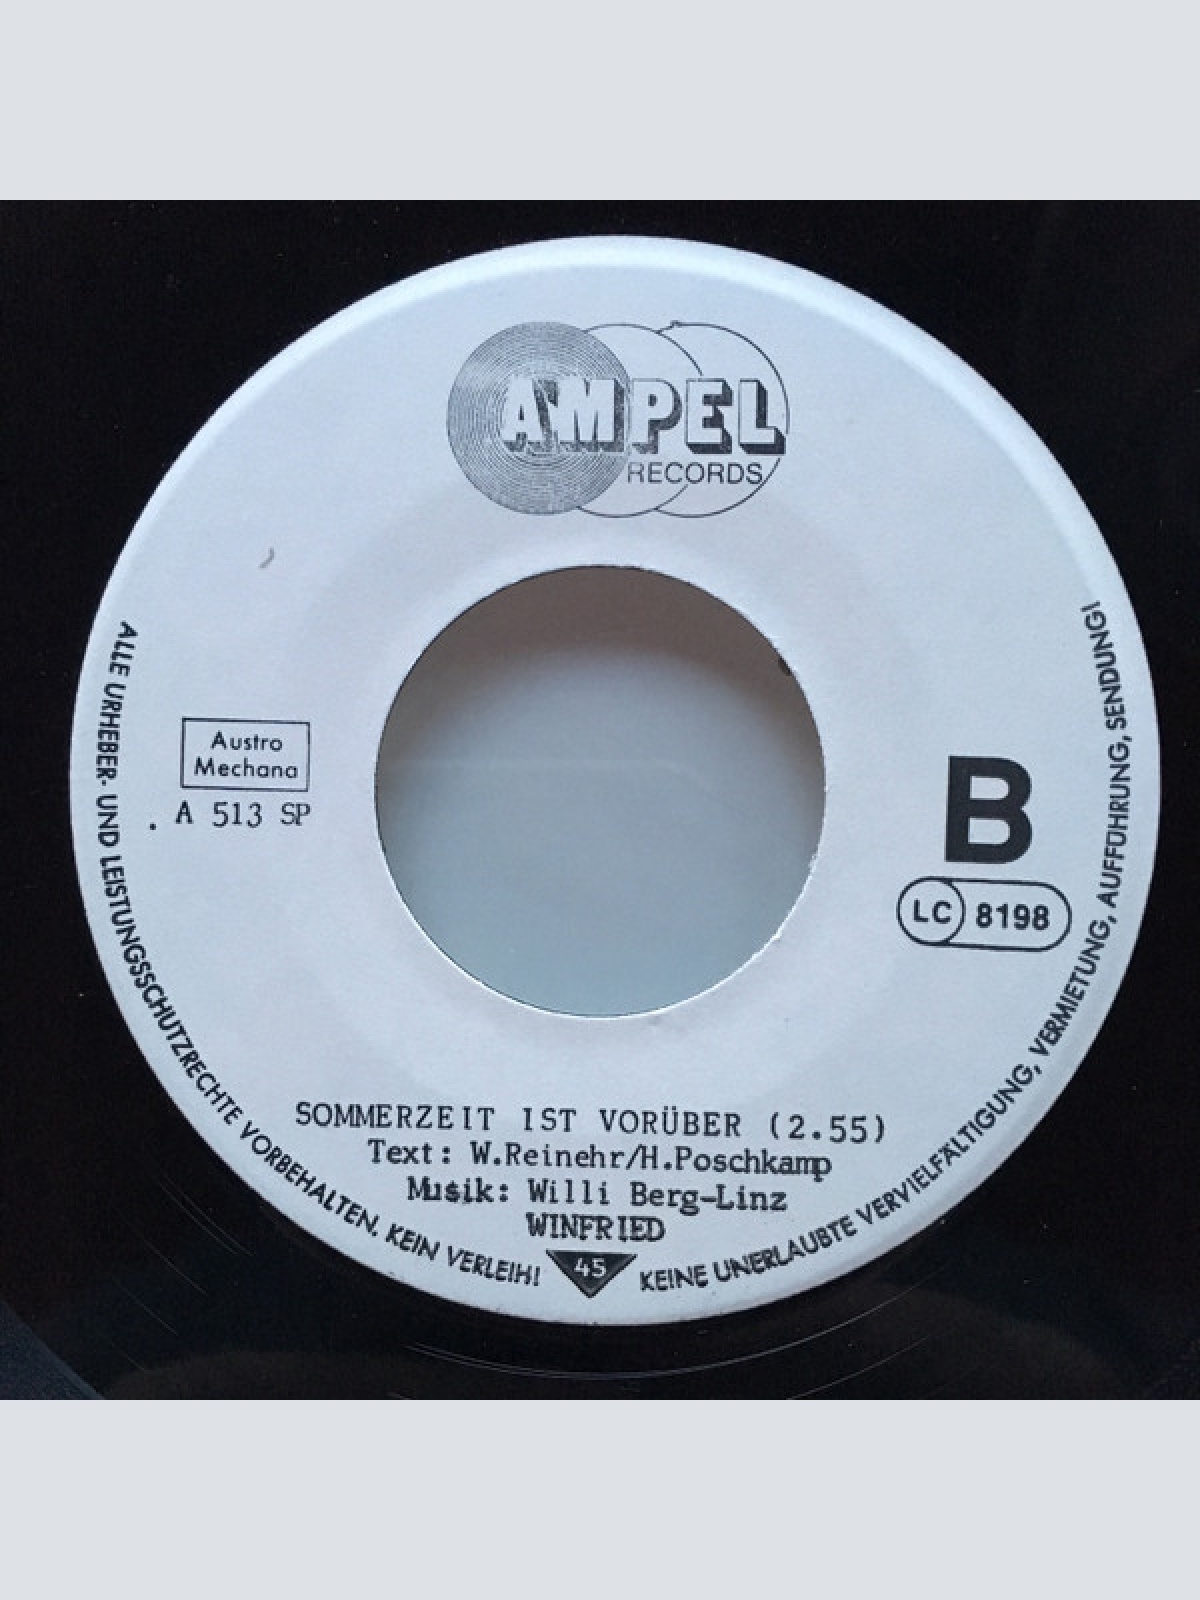 AMPEL
RECORDS
Austro
Mechana
. A 513 SP
B
LC 8198
SOMMERZEIT IST VORÜBER (2.55)
Text: W.Reinehr/H.Poschkamp
Musik: Willi Berg-Linz
WINFRIED
45
ALLE URHEBER- UND LEISTUNGSSCHUTZRECHTE VORBEHALTEN. KEIN VERLEIH!
KEINE UNERLAUBTE VERVIELFÄLTIGUNG, VERMIETUNG, AUFFÜHRUNG, SENDUNG!